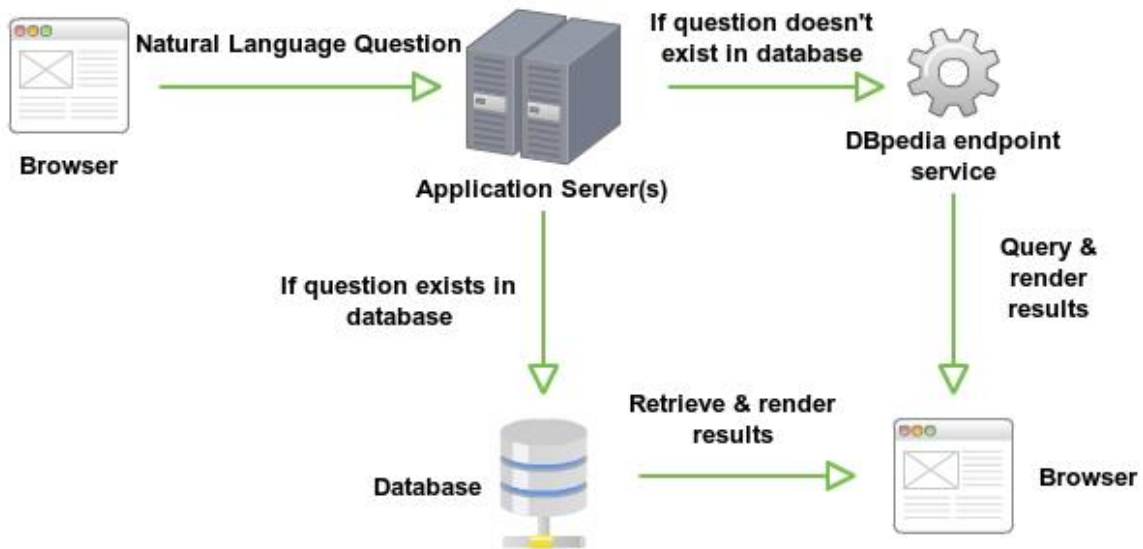 Natural Language Question
If question doesn't
exist in database
Browser
Application Server(s)
DBpedia endpoint
service
If question exists in
database
Query &
render
results
Retrieve & render
results
Database
Browser